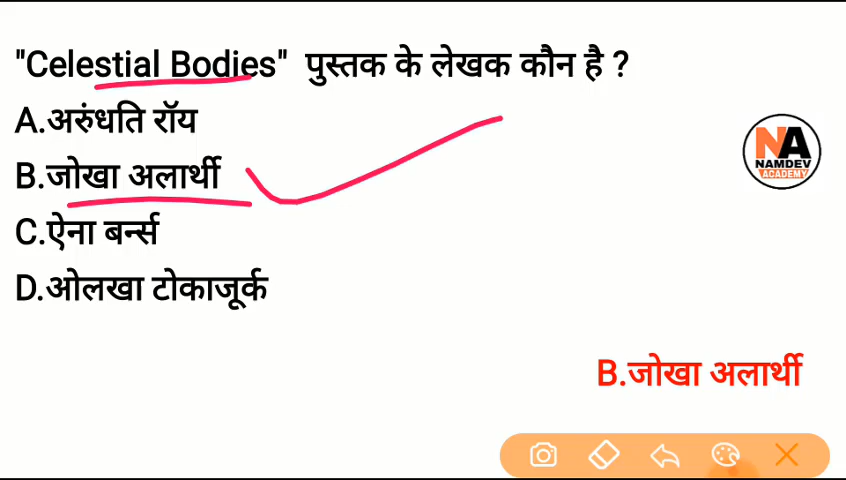 "Celestial Bodies" पुस्तक के लेखक कौन है ?
A.अरुंधति रॉय
B.जोखा अलार्थी
C.ऐना बर्न्स
D.ओलखा टोकाजूर्क
NA
NAMDEV
ACADEMY
B.जोखा अलार्थी